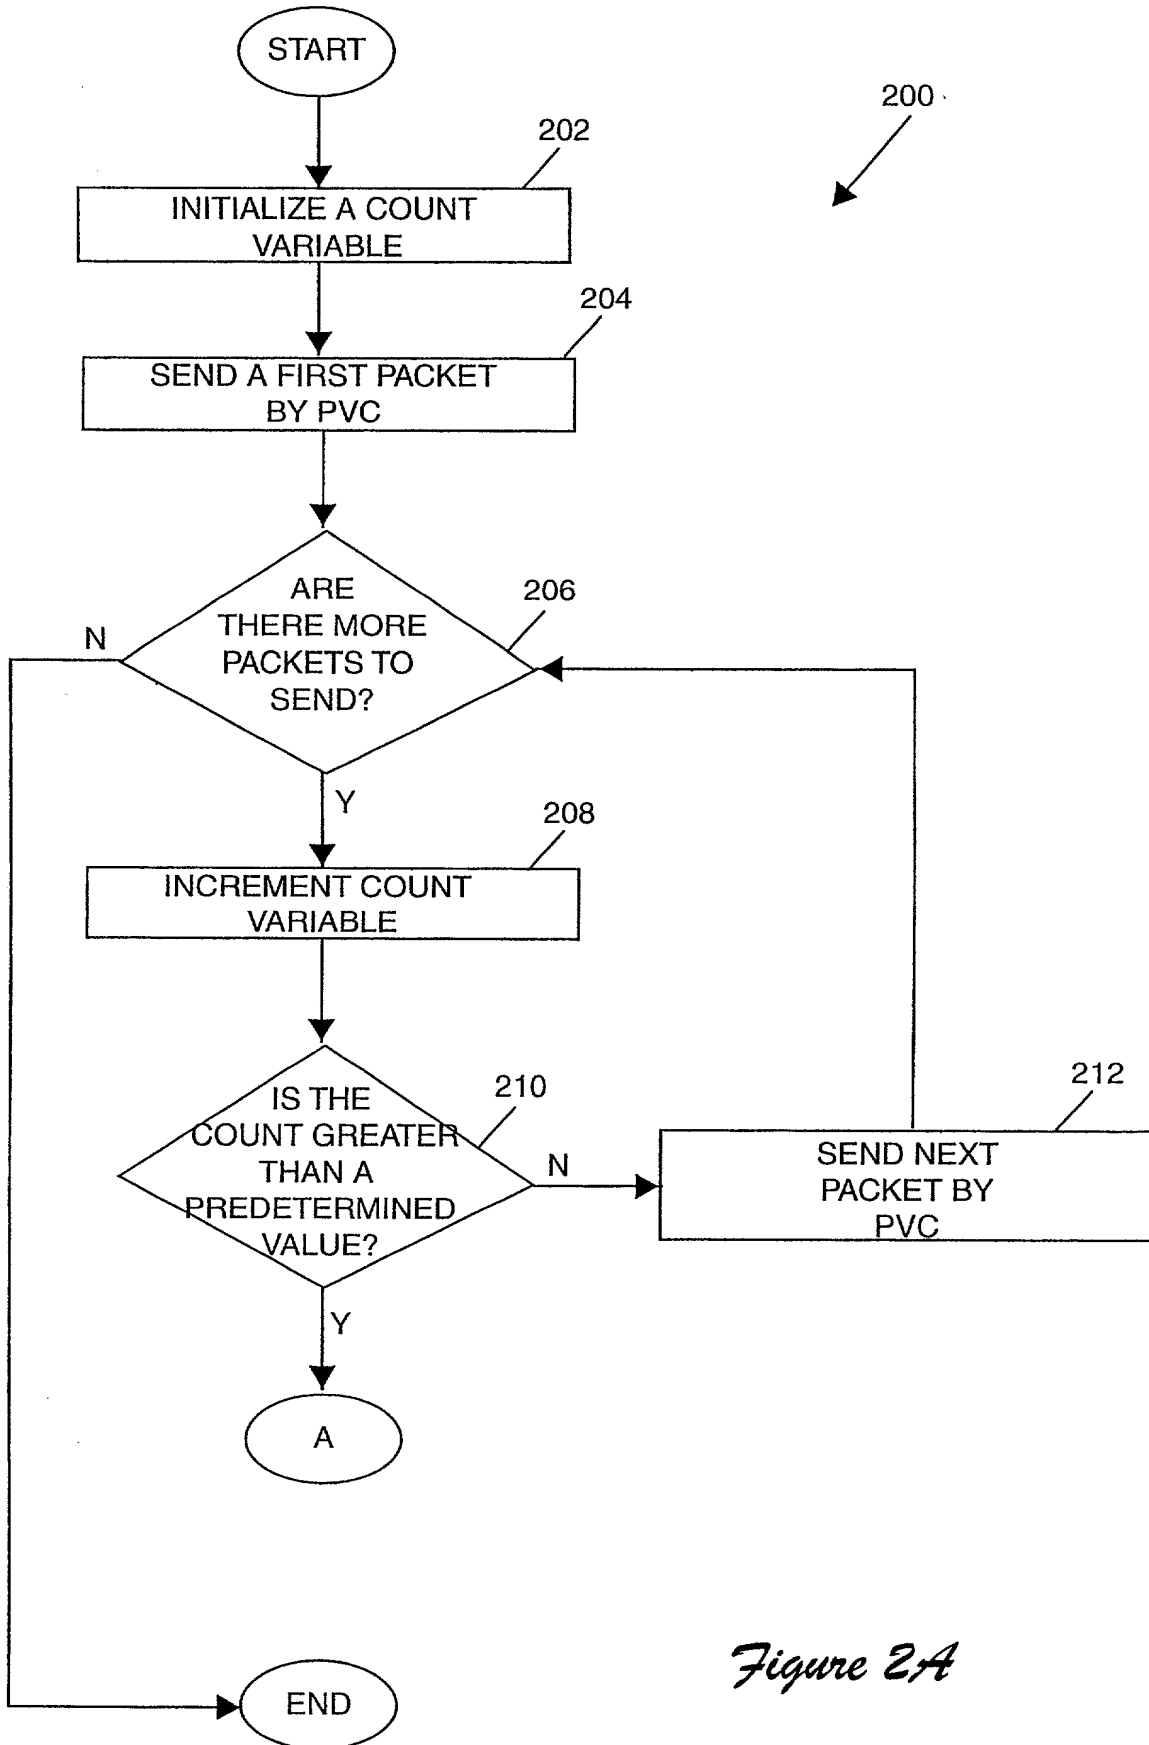 START
200
202
INITIALIZE A COUNT
VARIABLE
204
SEND A FIRST PACKET
BY PVC
206
ARE
THERE MORE
PACKETS TO
SEND?
N
Y
208
INCREMENT COUNT
VARIABLE
210
IS THE
COUNT GREATER
THAN A
PREDETERMINED
VALUE?
N
212
SEND NEXT
PACKET BY
PVC
Y
A
END
Figure 2A